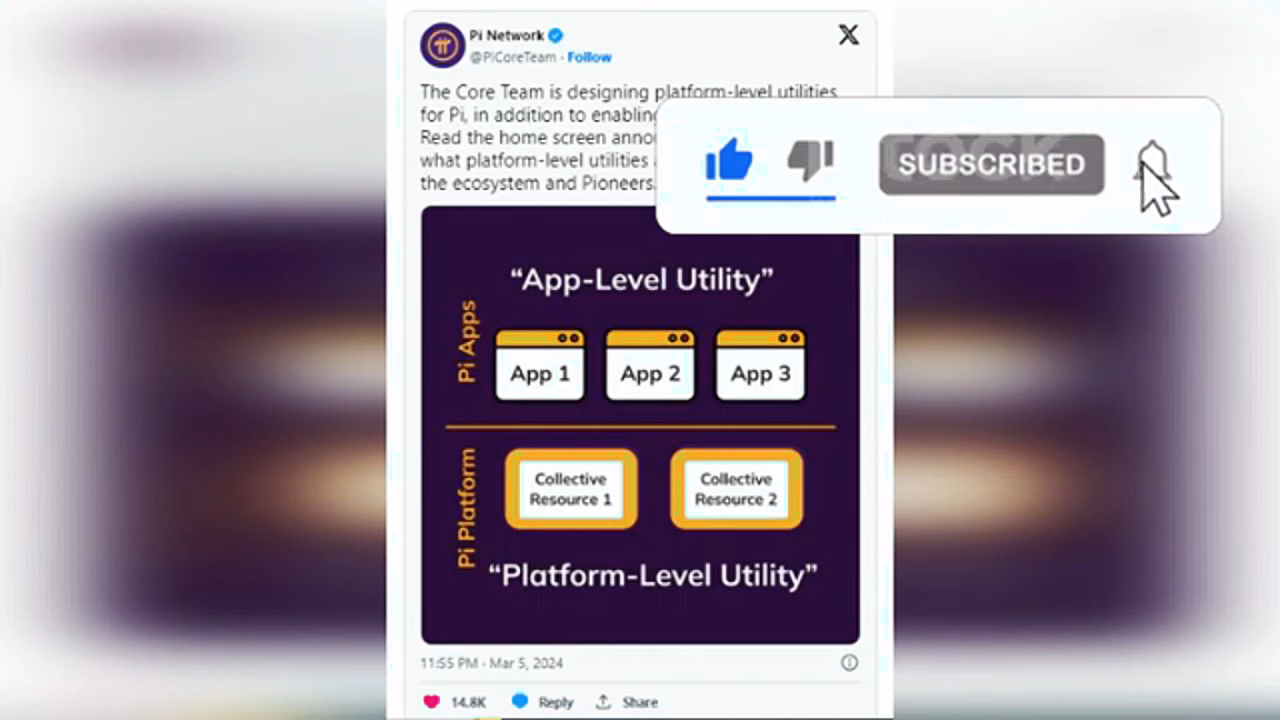 Pi Network
@PiCoreTeam · Follow
X
The Core Team is designing platform-level utilities
for Pi, in addition to enabling
Read the home screen
what platform-level utilities
the ecosystem and Pioneers.
SUBSCRIBED
"App-Level Utility"
Pi Apps
App 1
App 2
App 3
Pi Platform
Collective
Resource 1
Collective
Resource 2
"Platform-Level Utility"
11:55 PM · Mar 5, 2024
14.8K
Reply
Share